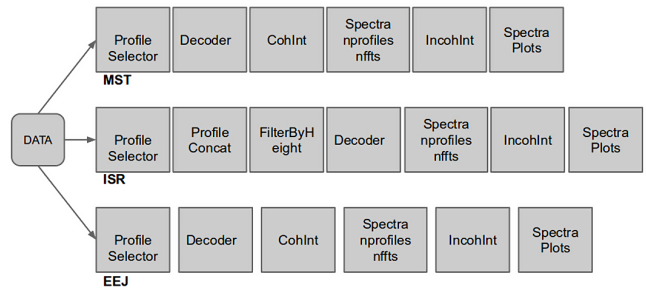 Profile
Selector
Decoder
CohInt
Spectra
nprofiles
nffts
IncohInt
Spectra
Plots
MST
DATA
Profile
Selector
Profile
Concat
FilterByH
eight
Decoder
Spectra
nprofiles
nffts
IncohInt
Spectra
Plots
ISR
Profile
Selector
Decoder
CohInt
Spectra
nprofiles
nffts
IncohInt
Spectra
Plots
EEJ